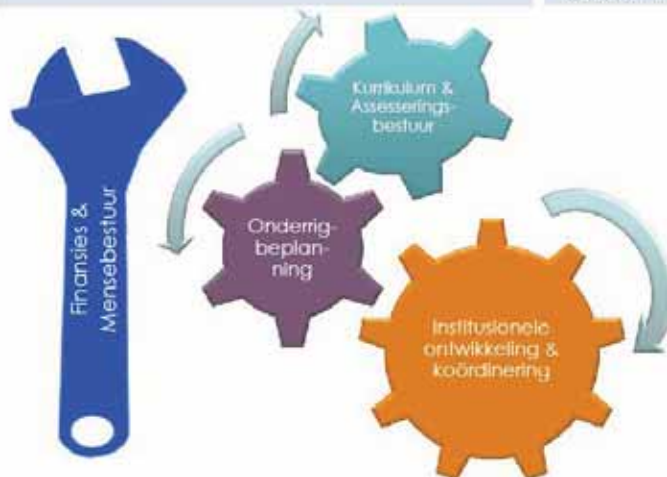 Kurrikulum &
Assesserings-
bestuur
Finansies &
Mensebestuur
Onderrig-
beplan-
ning
Institusionele
ontwikkeling &
koördinering